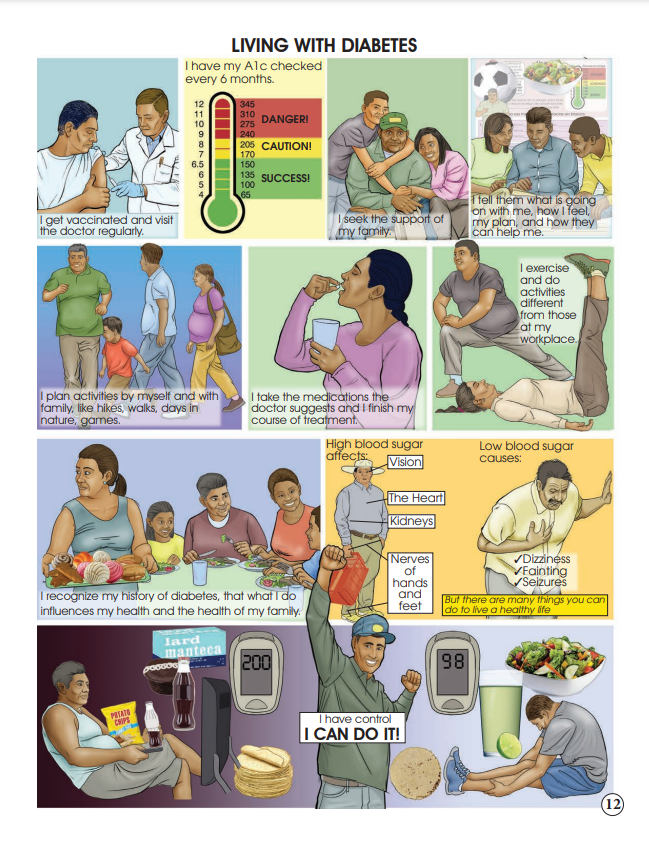 LIVING WITH DIABETES
I get vaccinated and visit
the doctor regularly.
I have my A1c checked
every 6 months.
12 345
11 310
10 275 DANGER!
9 240
8 205 CAUTION!
7 170
6.5 150
6 135 SUCCESS!
5 100
4 65
I seek the support of
my family.
I tell them what is going
on with me, how I feel,
my plan, and how they
can help me.
I plan activities by myself and with
family, like hikes, walks, days in
nature, games.
I take the medications the
doctor suggests and I finish my
course of treatment.
I exercise
and do
activities
different
from those
at my
workplace.
I recognize my history of diabetes, that what I do
influences my health and the health of my family.
High blood sugar
affects:
Vision
The Heart
Kidneys
Nerves
of
hands
and
feet
Low blood sugar
causes:
✓Dizziness
✓Fainting
✓Seizures
But there are many things you can
do to live a healthy life
lard
manteca
POTATO
CHIPS
200
98
I have control
I CAN DO IT!
12